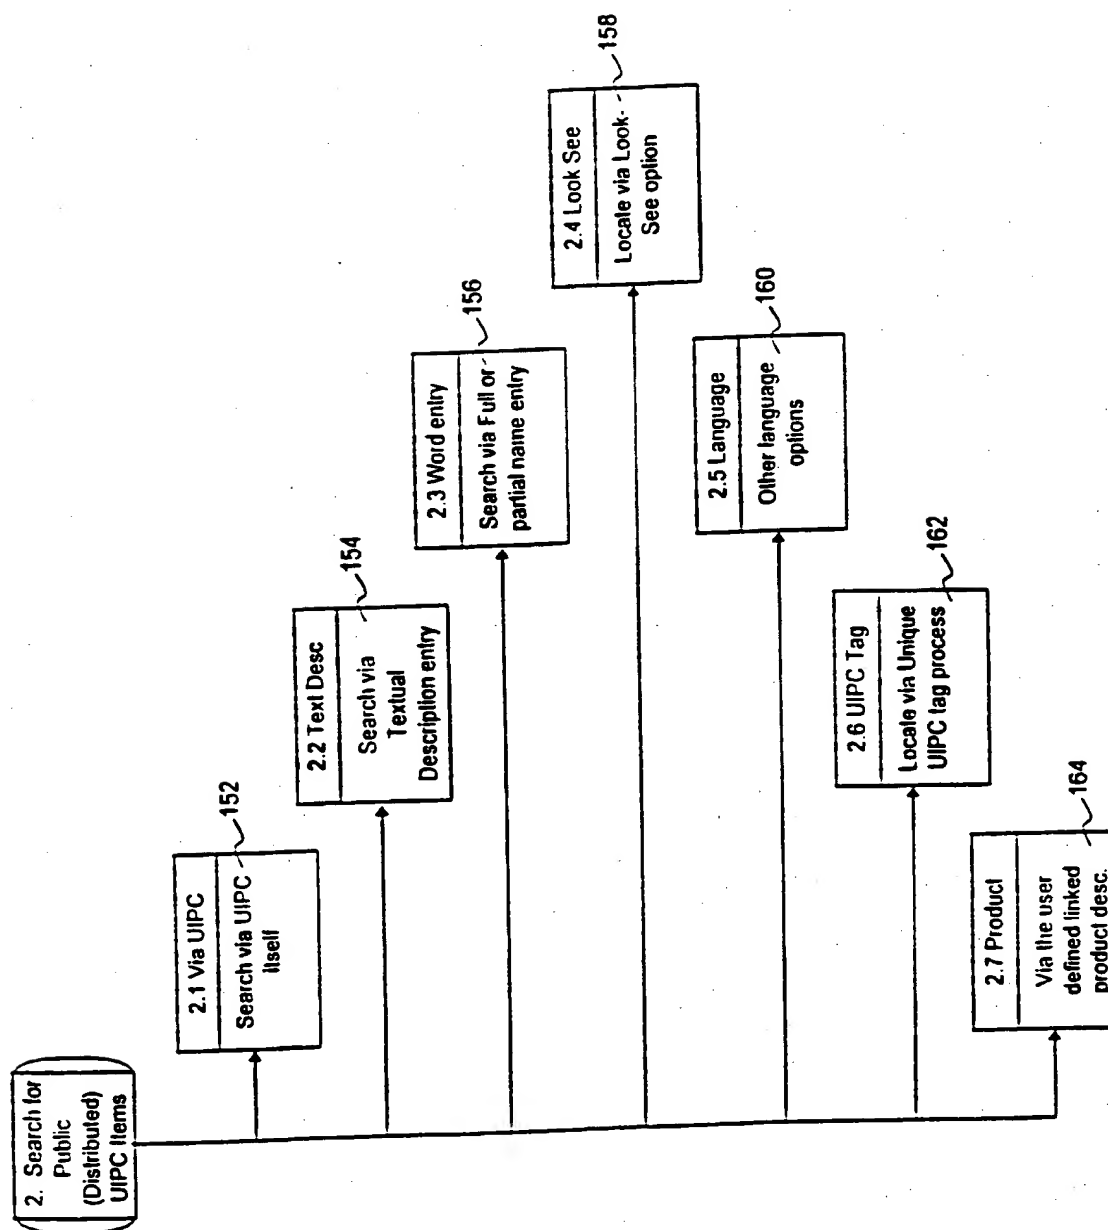 2. Search for
Public
(Distributed)
UIPC Items
2.1 Via UIPC
Search via UIPC
itself
152
2.2 Text Desc
Search via
Textual
Description entry
154
2.3 Word entry
Search via Full or
partial name entry
156
2.4 Look See
Locate via Look-
See option
158
2.5 Language
Other language
options
160
2.6 UIPC Tag
Locate via Unique
UIPC tag process
162
2.7 Product
Via the user
defined linked
product desc.
164